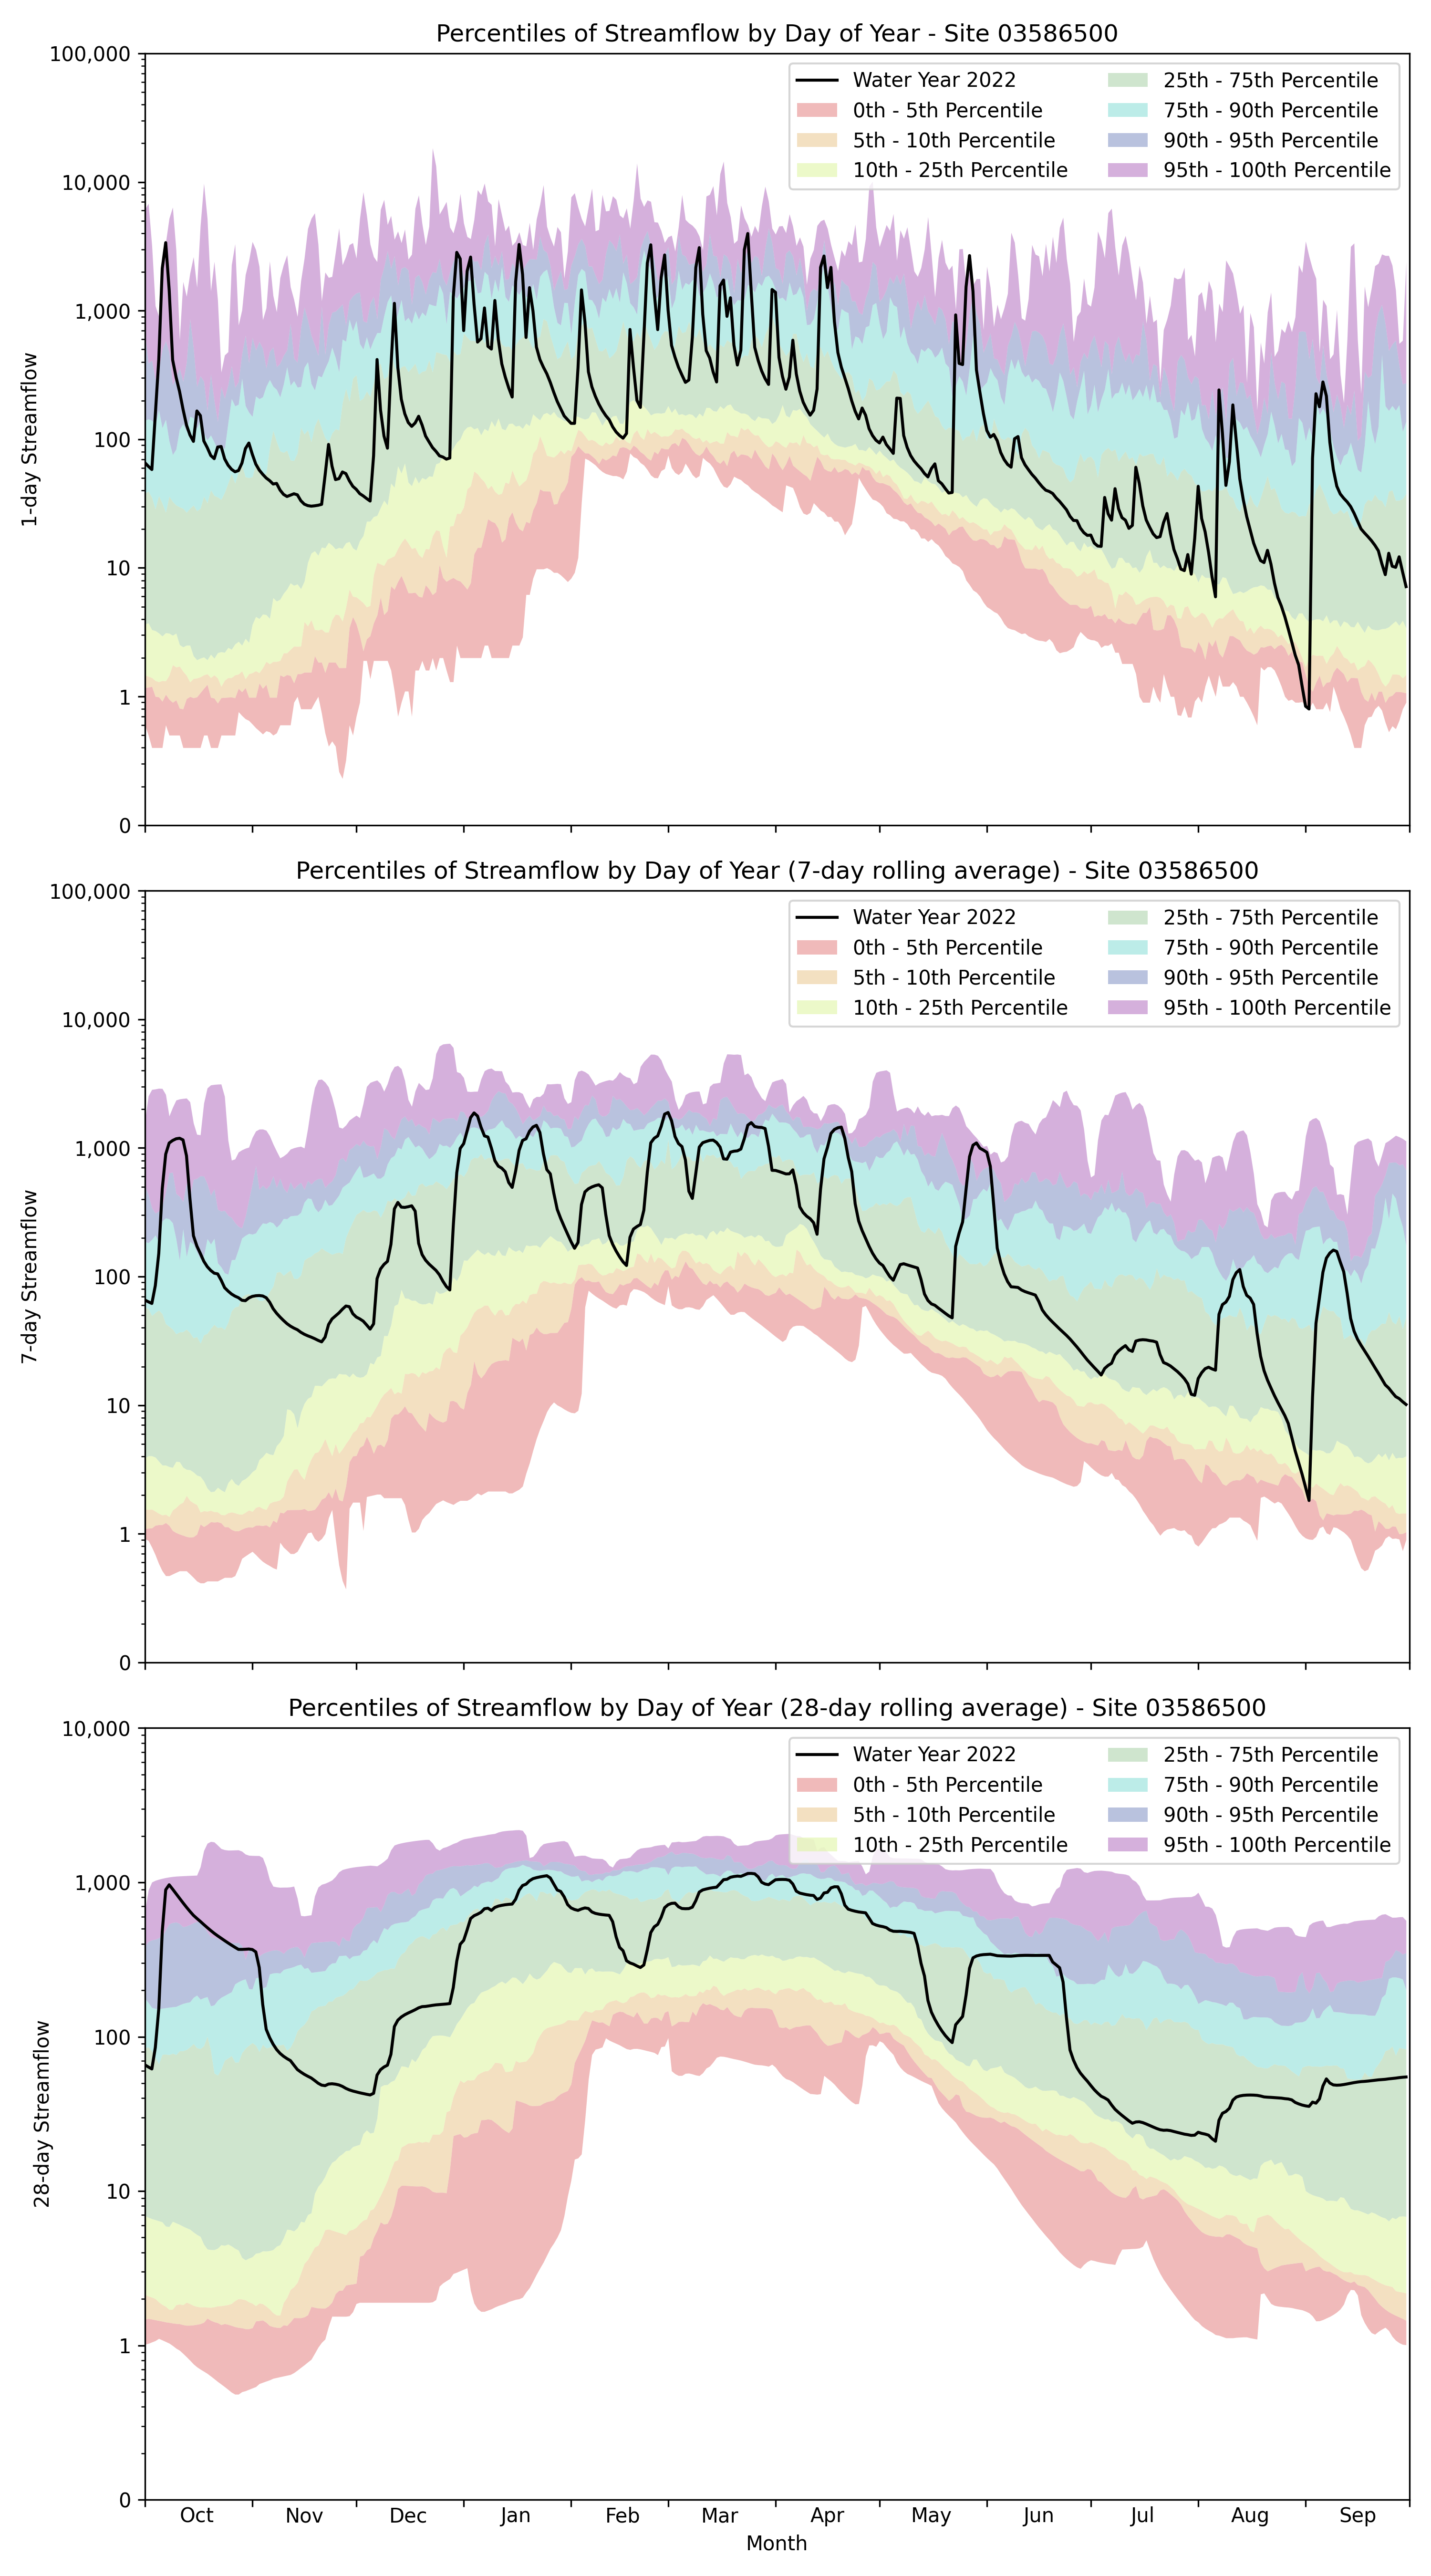 Percentiles of Streamflow by Day of Year - Site 03586500
100,000
10,000
1,000
100
10
1
0
1-day Streamflow
Water Year 2022
0th - 5th Percentile
5th - 10th Percentile
10th - 25th Percentile
25th - 75th Percentile
75th - 90th Percentile
90th - 95th Percentile
95th - 100th Percentile
Percentiles of Streamflow by Day of Year (7-day rolling average) - Site 03586500
100,000
10,000
1,000
100
10
1
0
7-day Streamflow
Water Year 2022
0th - 5th Percentile
5th - 10th Percentile
10th - 25th Percentile
25th - 75th Percentile
75th - 90th Percentile
90th - 95th Percentile
95th - 100th Percentile
Percentiles of Streamflow by Day of Year (28-day rolling average) - Site 03586500
10,000
1,000
100
10
1
0
28-day Streamflow
Water Year 2022
0th - 5th Percentile
5th - 10th Percentile
10th - 25th Percentile
25th - 75th Percentile
75th - 90th Percentile
90th - 95th Percentile
95th - 100th Percentile
Oct Nov Dec Jan Feb Mar Apr May Jun Jul Aug Sep
Month